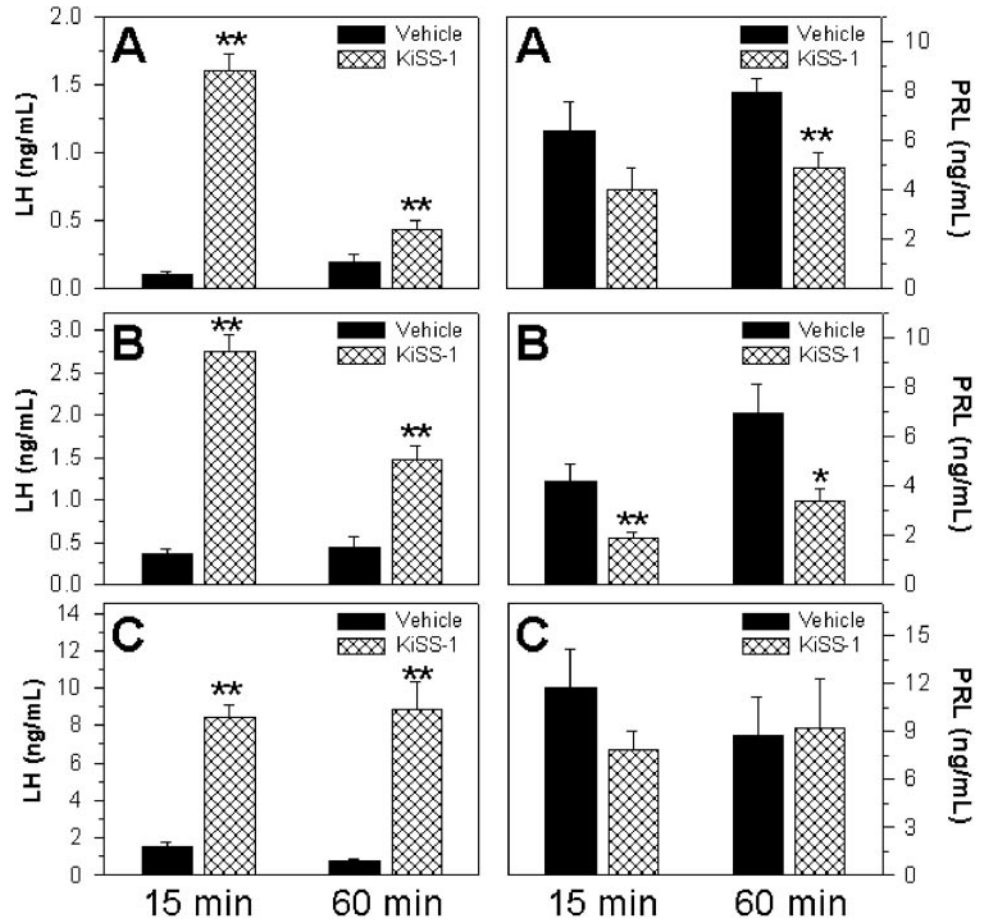 2.0
1.5
1.0
0.5
0.0
LH (ng/mL)
A
Vehicle
KiSS-1
**
**
A
Vehicle
KiSS-1
**
10
8
6
4
2
0
PRL (ng/mL)
3.0
2.5
2.0
1.5
1.0
0.5
0.0
LH (ng/mL)
B
Vehicle
KiSS-1
**
**
B
Vehicle
KiSS-1
**
*
10
8
6
4
2
0
PRL (ng/mL)
14
12
10
8
6
4
2
0
LH (ng/mL)
C
Vehicle
KiSS-1
**
**
15 min
60 min
C
Vehicle
KiSS-1
15
12
9
6
3
0
PRL (ng/mL)
15 min
60 min